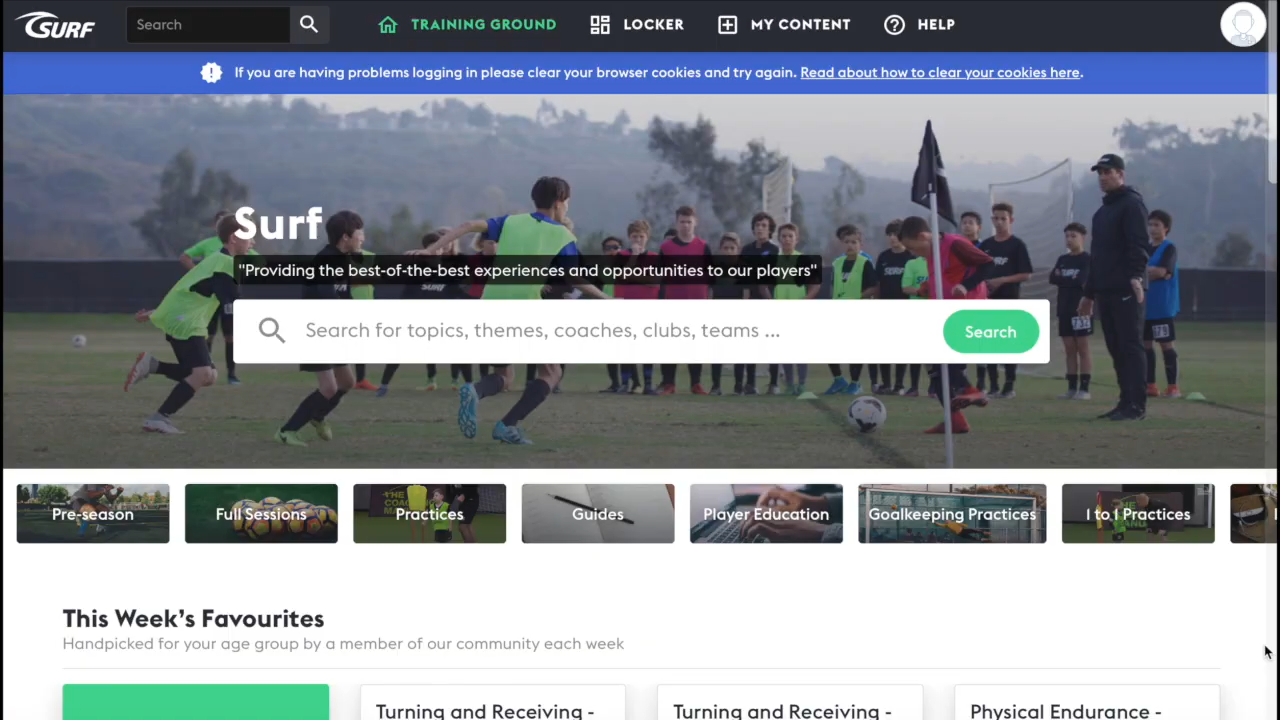 SURF
Search
TRAINING GROUND
LOCKER
MY CONTENT
HELP
If you are having problems logging in please clear your browser cookies and try again. Read about how to clear your cookies here.
Surf
"Providing the best-of-the-best experiences and opportunities to our players"
Search for topics, themes, coaches, clubs, teams ...
Search
Pre-season
Full Sessions
Practices
Guides
Player Education
Goalkeeping Practices
1 to 1 Practices
This Week's Favourites
Handpicked for your age group by a member of our community each week
Turning and Receiving -
Turning and Receiving -
Physical Endurance -